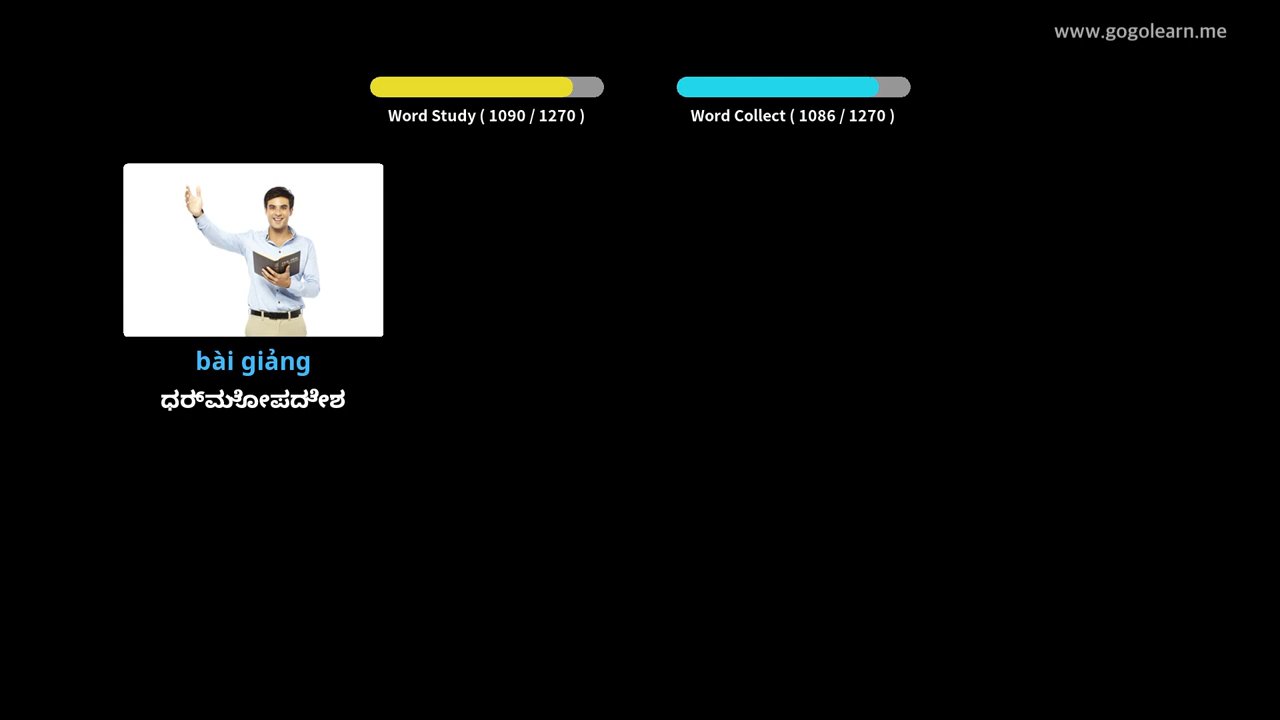 www.gogolearn.me
Word Study ( 1090 / 1270 )
Word Collect ( 1086 / 1270 )
bài giảng
ಧರ್ಮೋಪದೇಶ